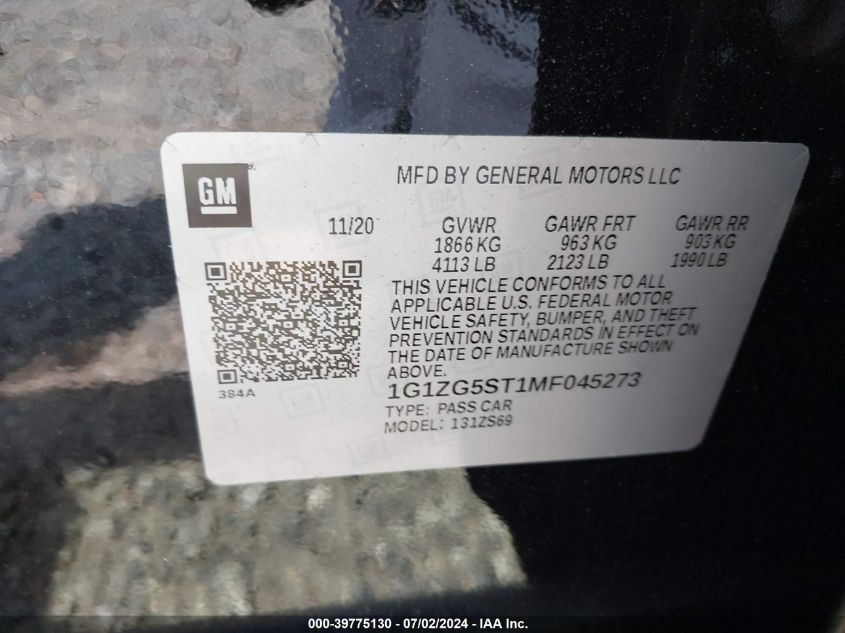 GM
MFD BY GENERAL MOTORS LLC
11/20 GVWR GAWR FRT GAWR RR
1866 KG 963 KG 903 KG
4113 LB 2123 LB 1990 LB
THIS VEHICLE CONFORMS TO ALL
APPLICABLE U.S. FEDERAL MOTOR
VEHICLE SAFETY, BUMPER, AND THEFT
PREVENTION STANDARDS IN EFFECT ON
THE DATE OF MANUFACTURE SHOWN
ABOVE.
384A
1G1ZG5ST1MF045273
TYPE: PASS CAR
MODEL: 131ZS69
000-39775130 - 07/02/2024 - IAA Inc.